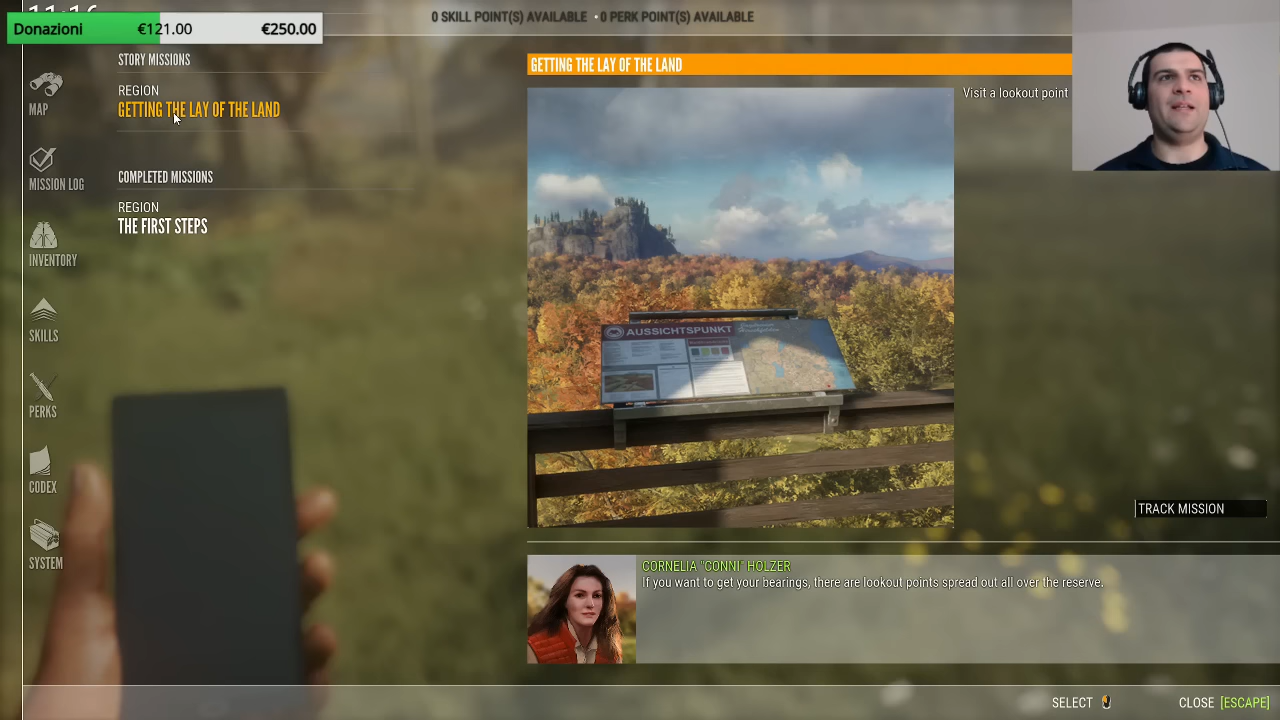 0 SKILL POINT(S) AVAILABLE • 0 PERK POINT(S) AVAILABLE
Donazioni €121.00 €250.00
STORY MISSIONS
REGION
GETTING THE LAY OF THE LAND
COMPLETED MISSIONS
REGION
THE FIRST STEPS
MAP
MISSION LOG
INVENTORY
SKILLS
PERKS
CODEX
SYSTEM
GETTING THE LAY OF THE LAND
Visit a lookout point
AUSSICHTSPUNKT
TRACK MISSION
CORNELIA "CONNI" HOLZER
If you want to get your bearings, there are lookout points spread out all over the reserve.
SELECT CLOSE [ESCAPE]